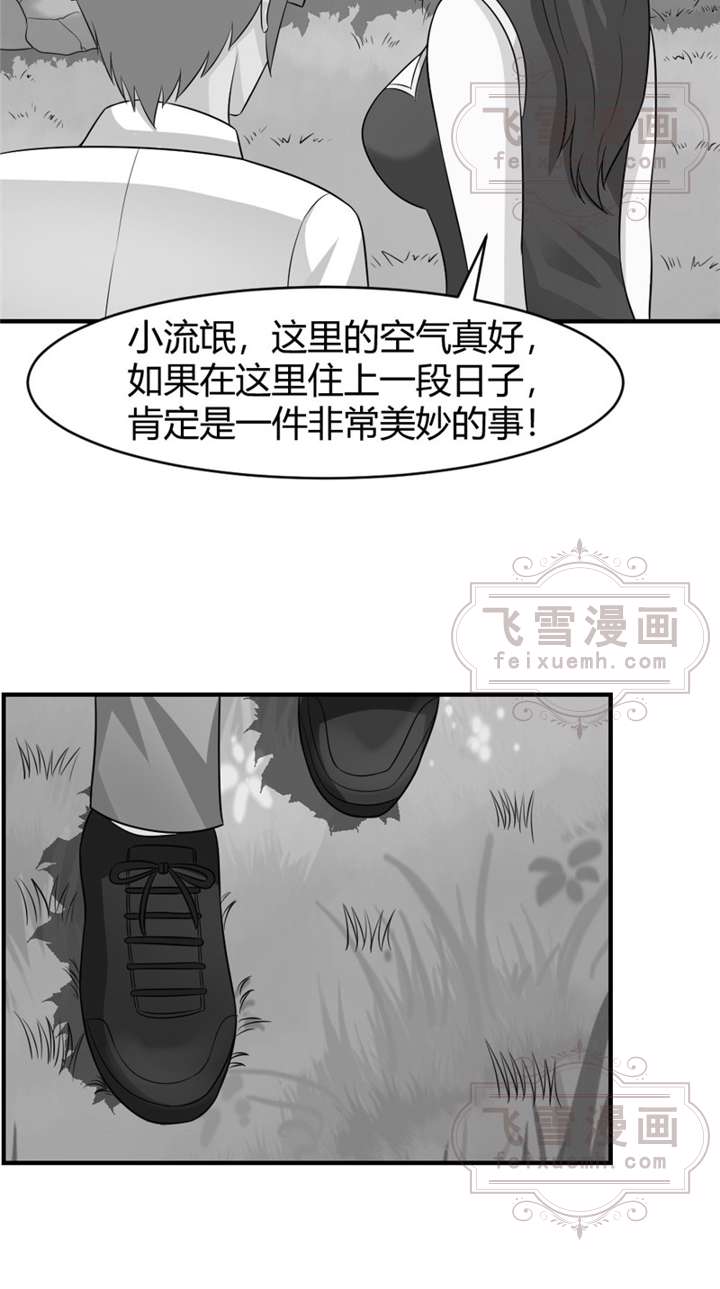 飞雪漫画
feixuemh.com
小流氓，这里的空气真好，
如果在这里住上一段日子，
肯定是一件非常美妙的事！
飞雪漫画
feixuemh.com
飞雪漫画
feixuemh.com